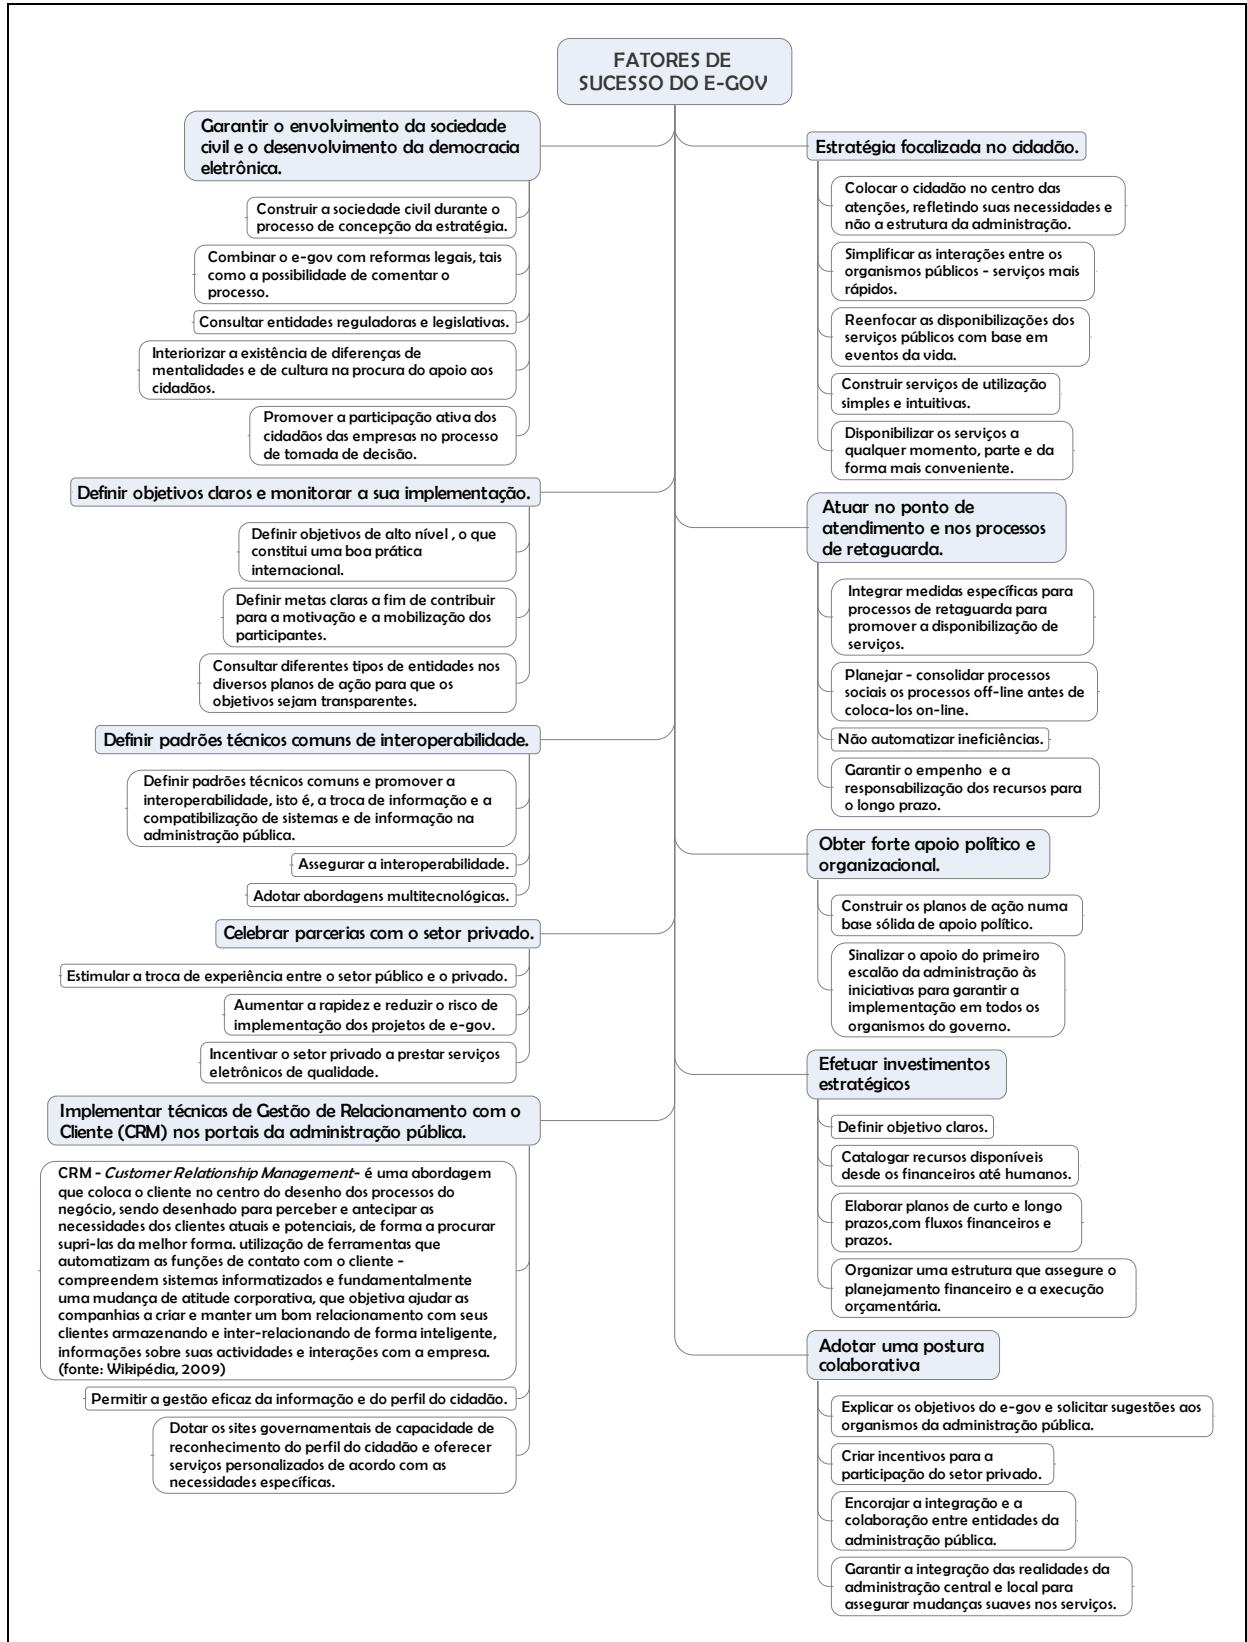 FATORES DE
SUCESSO DO E-GOV
Garantir o envolvimento da sociedade
civil e o desenvolvimento da democracia
eletrônica.
Construir a sociedade civil durante o
processo de concepção da estratégia.
Combinar o e-gov com reformas legais, tais
como a possibilidade de comentar o
processo.
Consultar entidades reguladoras e legislativas.
Interiorizar a existência de diferenças de
mentalidades e de cultura na procura do apoio aos
cidadãos.
Promover a participação ativa dos
cidadãos das empresas no processo
de tomada de decisão.
Definir objetivos claros e monitorar a sua implementação.
Definir objetivos de alto nível , o que
constitui uma boa prática
internacional.
Definir metas claras a fim de contribuir
para a motivação e a mobilização dos
participantes.
Consultar diferentes tipos de entidades nos
diversos planos de ação para que os
objetivos sejam transparentes.
Definir padrões técnicos comuns de interoperabilidade.
Definir padrões técnicos comuns e promover a
interoperabilidade, isto é, a troca de informação e a
compatibilização de sistemas e de informação na
administração pública.
Assegurar a interoperabilidade.
Adotar abordagens multitecnológicas.
Celebrar parcerias com o setor privado.
Estimular a troca de experiência entre o setor público e o privado.
Aumentar a rapidez e reduzir o risco de
implementação dos projetos de e-gov.
Incentivar o setor privado a prestar serviços
eletrônicos de qualidade.
Implementar técnicas de Gestão de Relacionamento com o
Cliente (CRM) nos portais da administração pública.
CRM - Customer Relationship Management- é uma abordagem
que coloca o cliente no centro do desenho dos processos do
negócio, sendo desenhado para perceber e antecipar as
necessidades dos clientes atuais e potenciais, de forma a procurar
supri-las da melhor forma. utilização de ferramentas que
automatizam as funções de contato com o cliente -
compreendem sistemas informatizados e fundamentalmente
uma mudança de atitude corporativa, que objetiva ajudar as
companhias a criar e manter um bom relacionamento com seus
clientes armazenando e inter-relacionando de forma inteligente,
informações sobre suas actividades e interações com a empresa.
(fonte: Wikipédia, 2009)
Permitir a gestão eficaz da informação e do perfil do cidadão.
Dotar os sites governamentais de capacidade de
reconhecimento do perfil do cidadão e oferecer
serviços personalizados de acordo com as
necessidades específicas.
Estratégia focalizada no cidadão.
Colocar o cidadão no centro das
atenções, refletindo suas necessidades e
não a estrutura da administração.
Simplificar as interações entre os
organismos públicos - serviços mais
rápidos.
Reenfocar as disponibilizações dos
serviços públicos com base em
eventos da vida.
Construir serviços de utilização
simples e intuitivas.
Disponibilizar os serviços a
qualquer momento, parte e da
forma mais conveniente.
Atuar no ponto de
atendimento e nos processos
de retaguarda.
Integrar medidas específicas para
processos de retaguarda para
promover a disponibilização de
serviços.
Planejar - consolidar processos
sociais os processos off-line antes de
coloca-los on-line.
Não automatizar ineficiências.
Garantir o empenho e a
responsabilização dos recursos para
o longo prazo.
Obter forte apoio político e
organizacional.
Construir os planos de ação numa
base sólida de apoio político.
Sinalizar o apoio do primeiro
escalão da administração às
iniciativas para garantir a
implementação em todos os
organismos do governo.
Efetuar investimentos
estratégicos
Definir objetivo claros.
Catalogar recursos disponíveis
desde os financeiros até humanos.
Elaborar planos de curto e longo
prazos,com fluxos financeiros e
prazos.
Organizar uma estrutura que assegure o
planejamento financeiro e a execução
orçamentária.
Adotar uma postura
colaborativa
Explicar os objetivos do e-gov e solicitar sugestões aos
organismos da administração pública.
Criar incentivos para a
participação do setor privado.
Encorajar a integração e a
colaboração entre entidades da
administração pública.
Garantir a integração das realidades da
administração central e local para
assegurar mudanças suaves nos serviços.